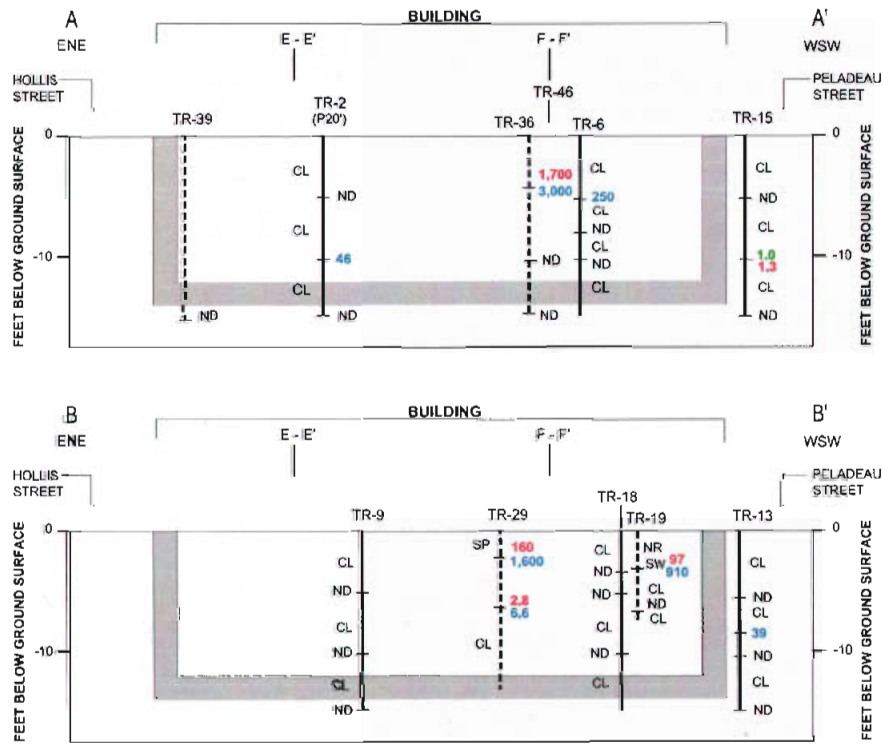 A
BUILDING
A'
ENE
E - E'
F - F'
WSW
HOLLIS
STREET
PELADEAU
STREET
TR-39
TR-2
(P20')
TR-46
TR-36
TR-6
TR-15
FEET BELOW GROUND SURFACE
0
0
CL
1,700
CL
CL
ND
3,000
250
ND
CL
CL
ND
CL
CL
-10
46
ND
ND
1.0
-10
1.3
CL
CL
CL
ND
ND
ND
ND
FEET BELOW GROUND SURFACE
B
BUILDING
B'
ENE
E - E'
F - F'
WSW
HOLLIS
STREET
PELADEAU
STREET
TR-9
TR-29
TR-18
TR-19
TR-13
FEET BELOW GROUND SURFACE
0
0
SP
160
CL
NR
CL
1,600
CL
SW
97
ND
910
ND
2.8
ND
CL
ND
6.6
ND
CL
CL
CL
CL
CL
39
-10
ND
ND
ND
-10
CL
CL
CL
ND
ND
FEET BELOW GROUND SURFACE